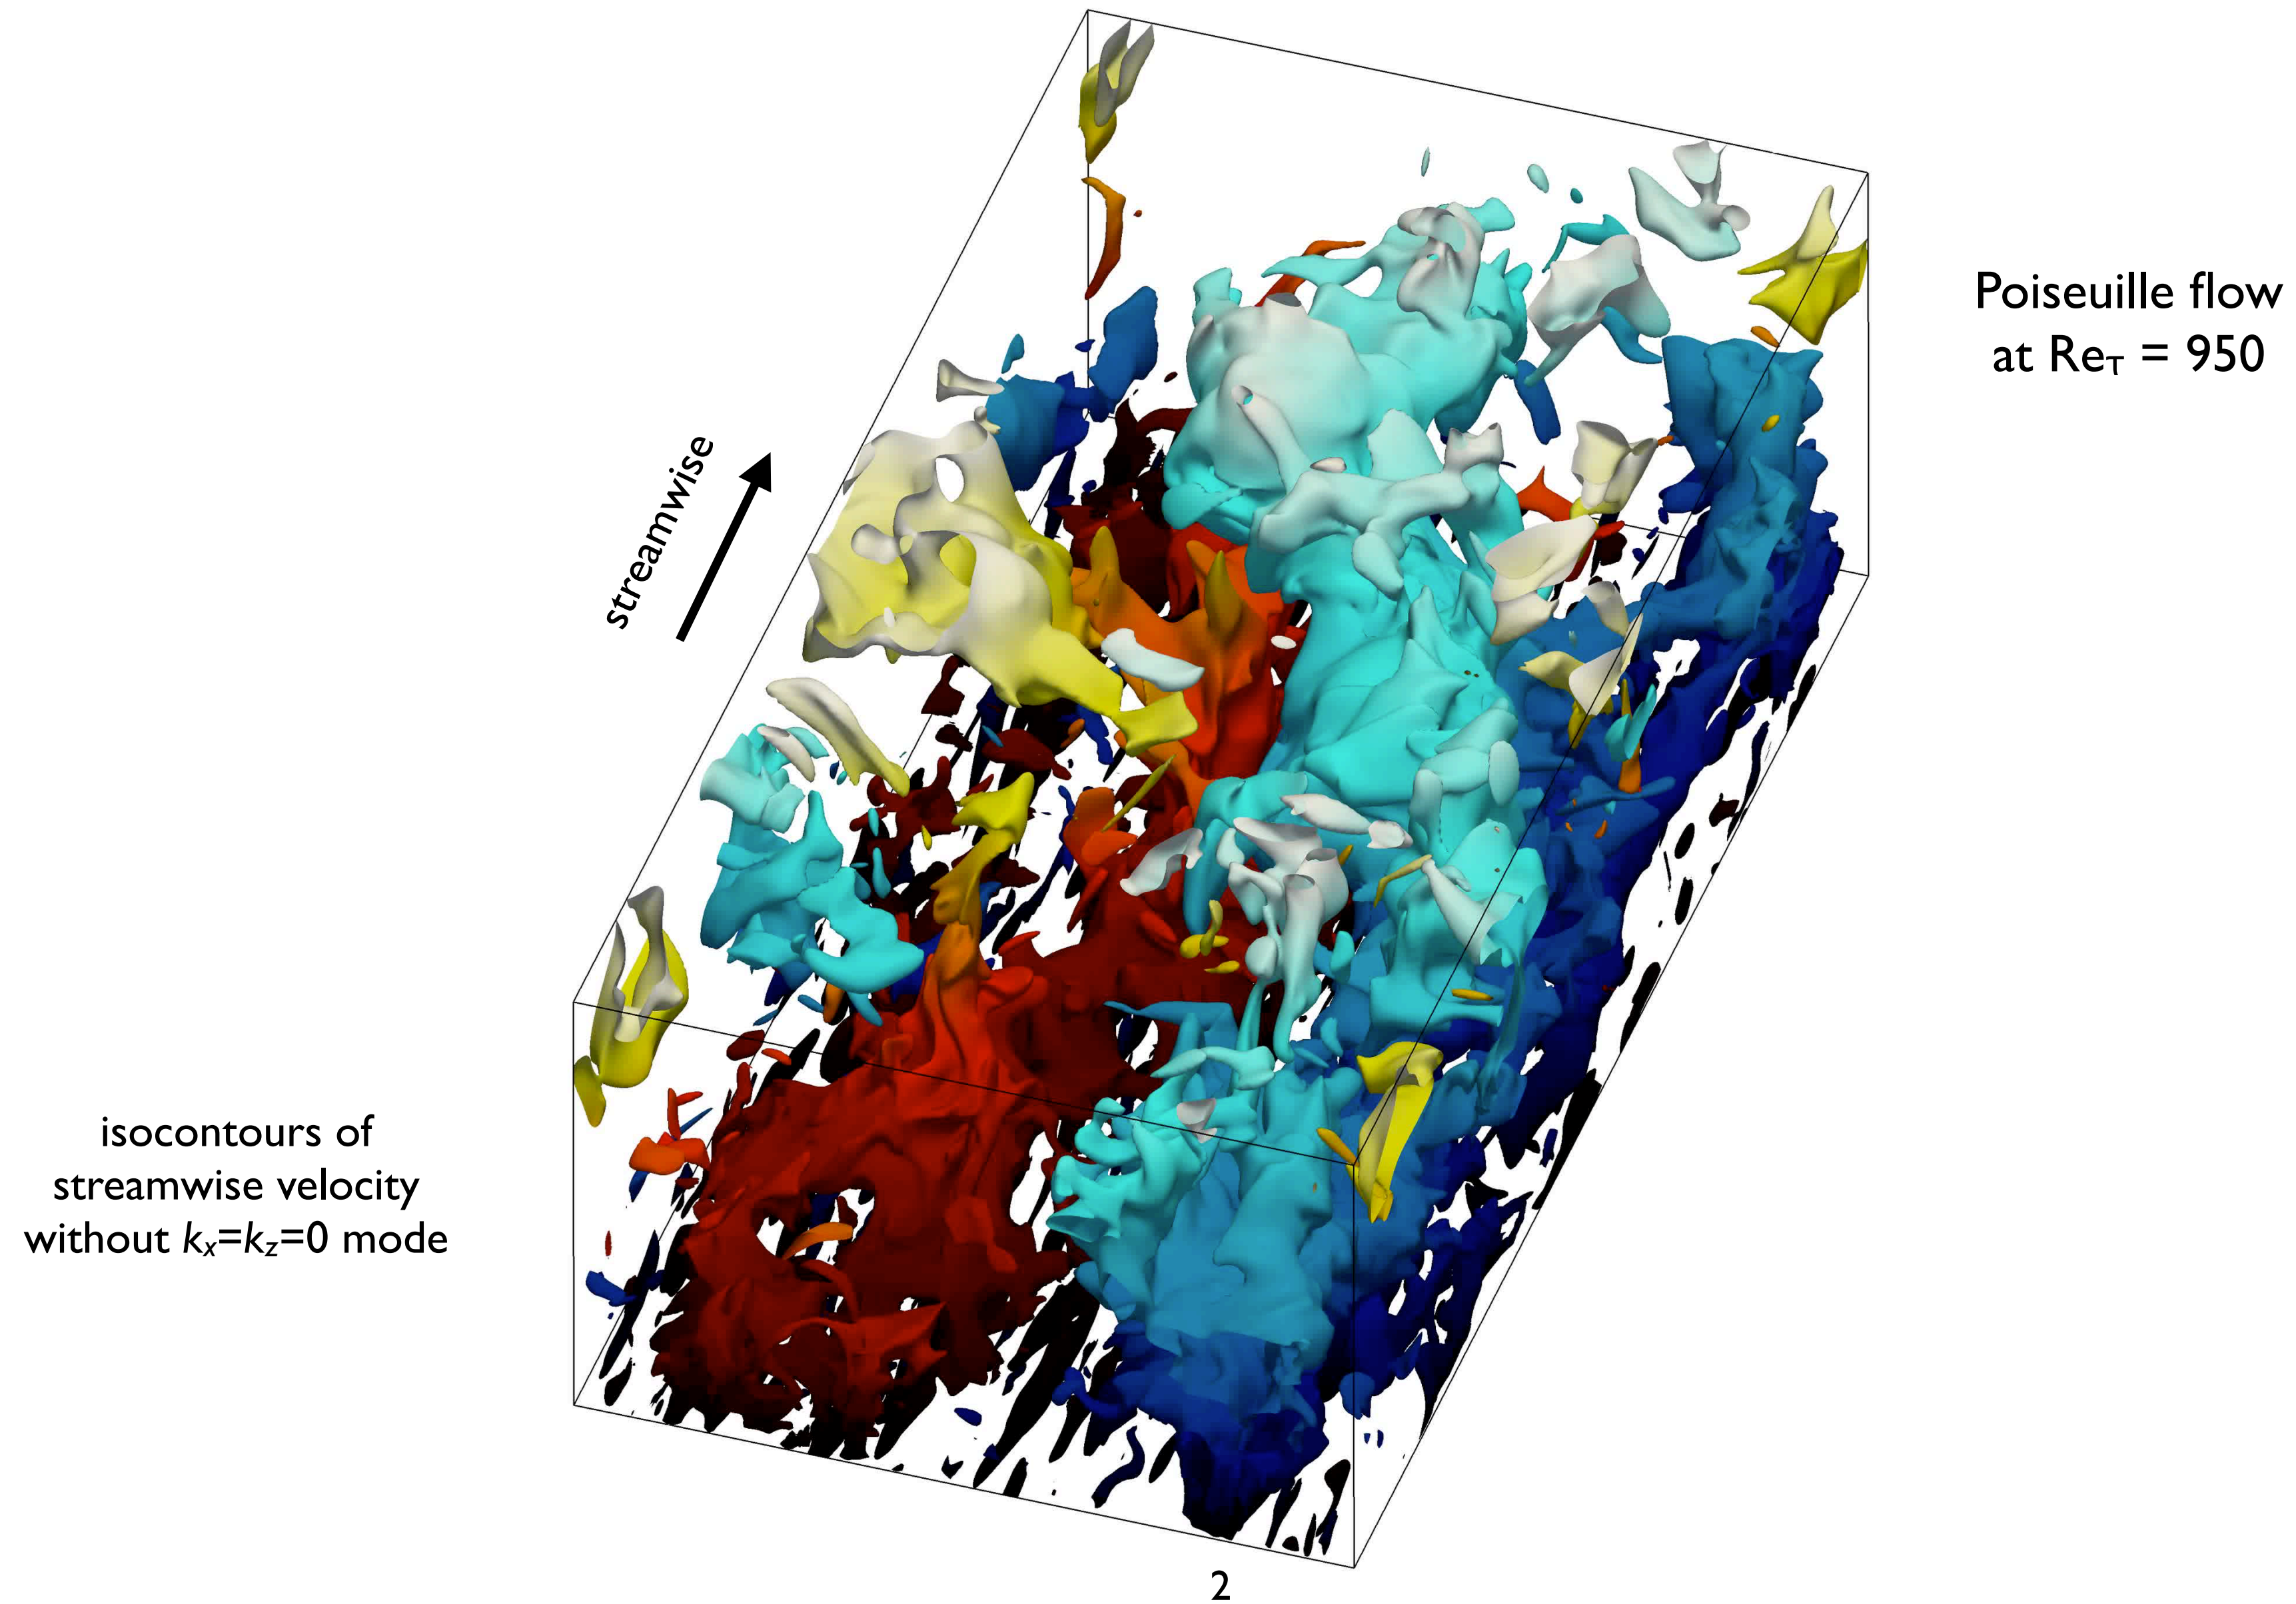 Poiseuille flow
at Reτ = 950
streamwise
isocontours of
streamwise velocity
without kx=kz=0 mode
2